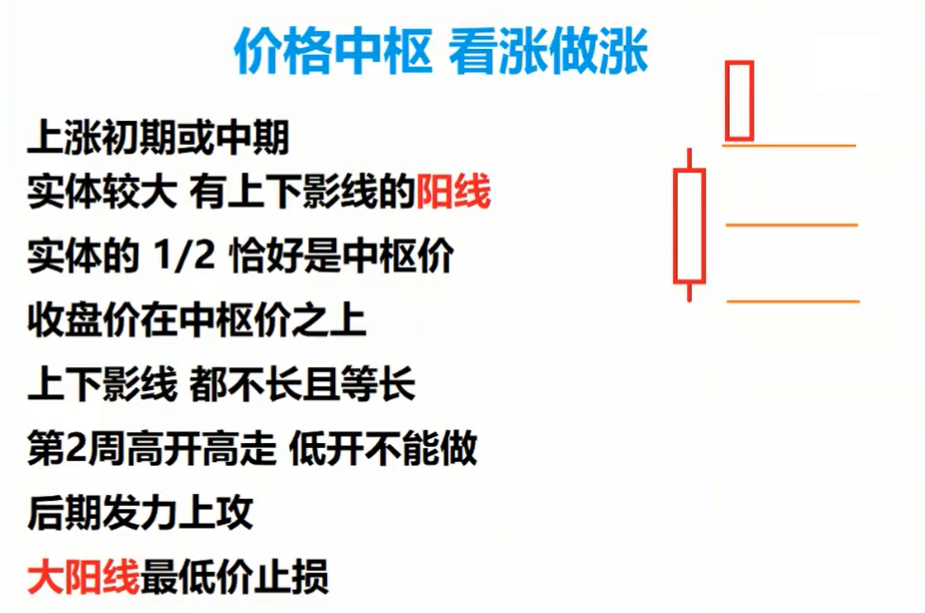 价格中枢 看涨做涨
上涨初期或中期
实体较大 有上下影线的阳线
实体的 1/2 恰好是中枢价
收盘价在中枢价之上
上下影线 都不长且等长
第2周高开高走 低开不能做
后期发力上攻
大阳线最低价止损